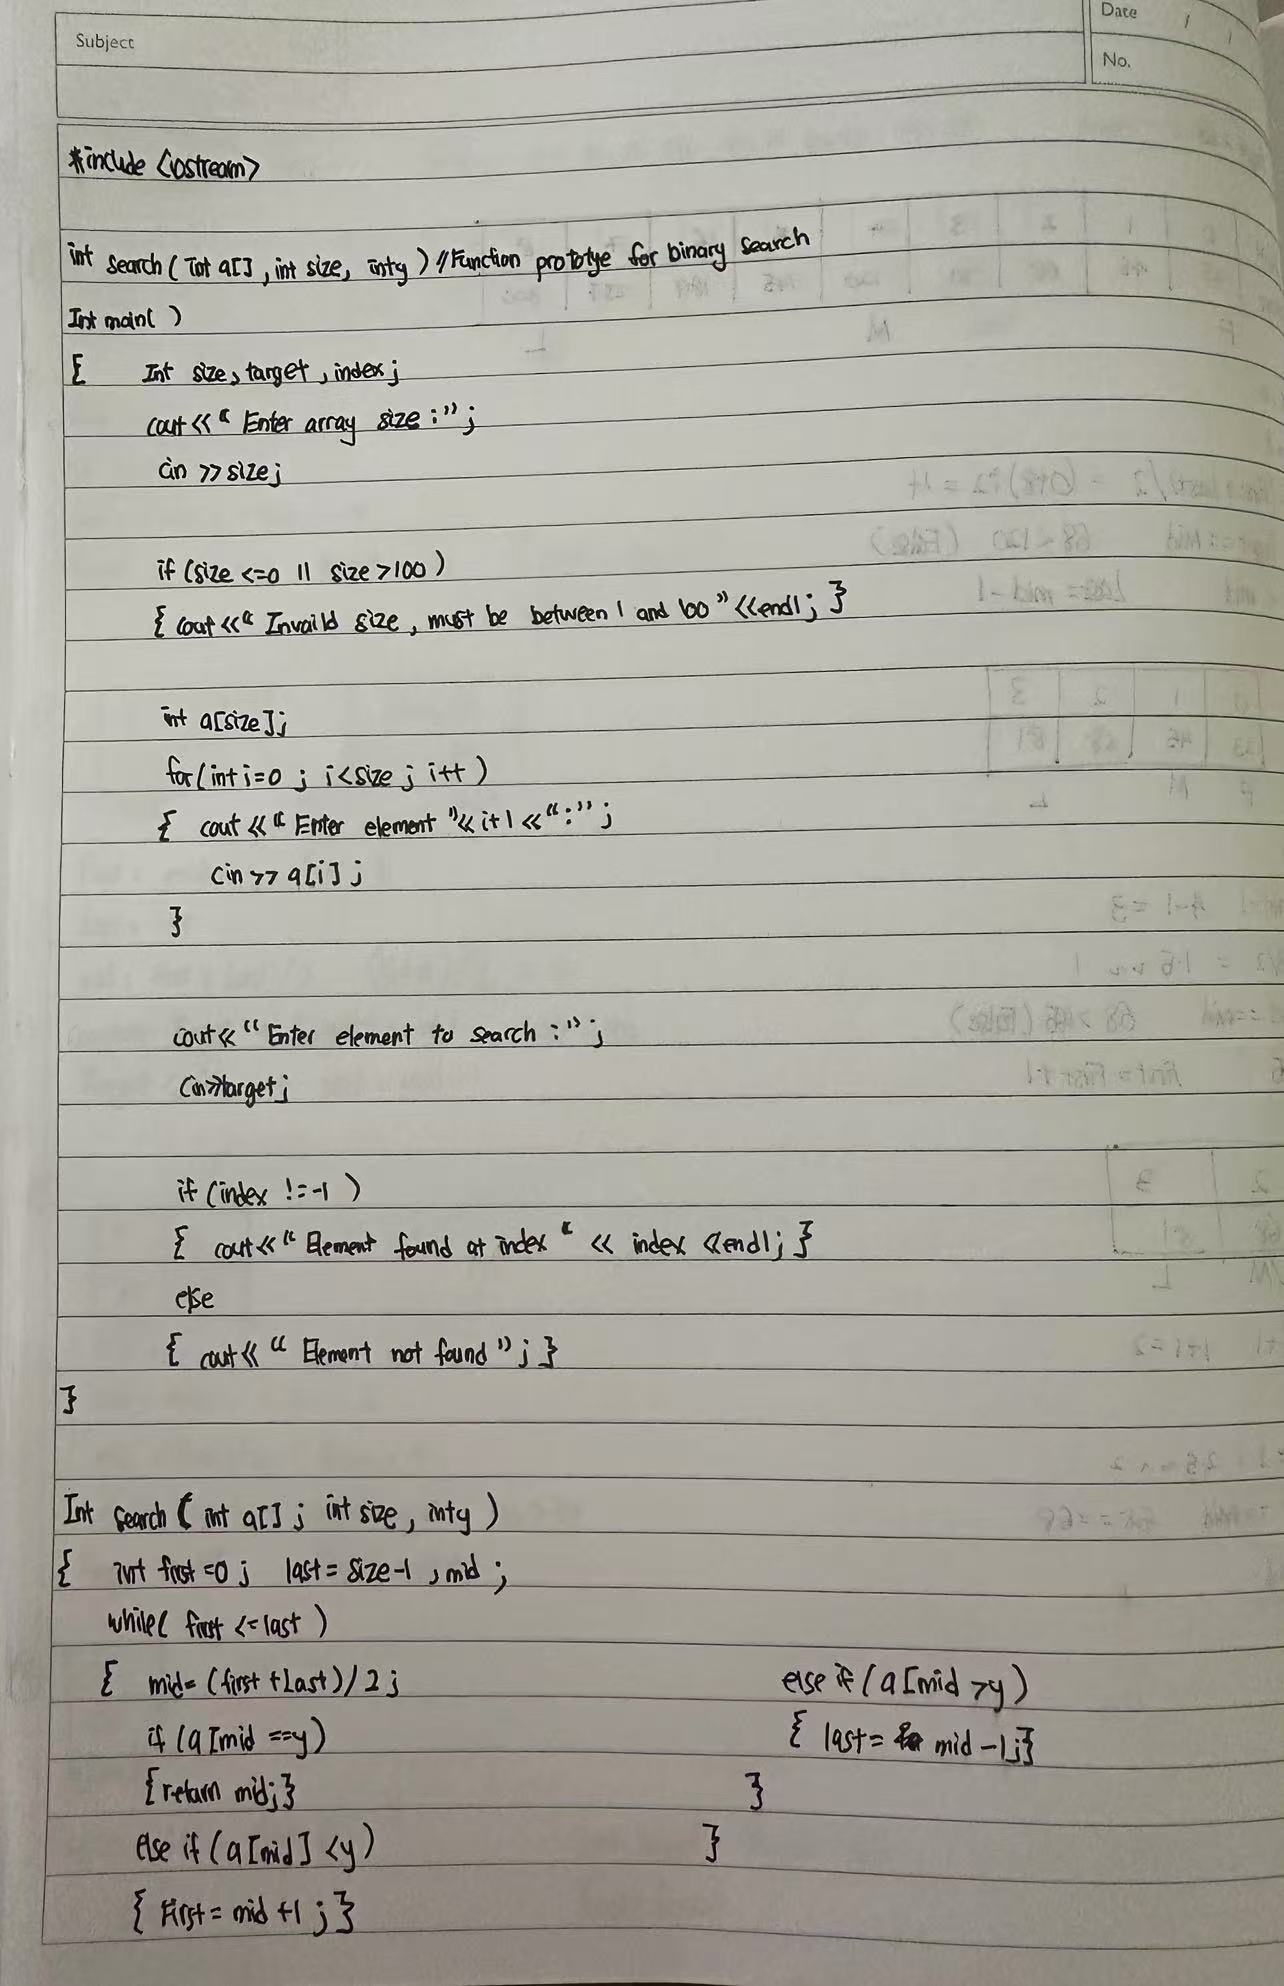 Subject
Date / /
No.
#include <iostream>
int search ( Int a[] , int size, inty ) //Function prototye for binary search
Int main( )
{ Int size, target , index ;
cout << " Enter array size : " ;
cin >> size ;
if (size <=0 || size >100 )
{ cout << " Invaild size , must be between 1 and 100 " << endl ; }
int a[size] ;
for ( int i=0 ; i < size ; i++ )
{ cout << " Enter element " << i+1 << " : " ;
cin >> a[i] ;
}
cout << " Enter element to search : " ;
cin >> target ;
if (index != -1 )
{ cout << " Element found at index " << index << endl ; }
else
{ cout << " Element not found " ; }
}
Int search ( int a[] ; int size , inty )
{ int first =0 ; last = size-1 , mid ;
while( first <= last )
{ mid = (first + last) / 2 ;
if (a[mid ==y)
{return mid;}
else if (a[mid] <y)
{ First = mid +1 ; }
else if (a[mid >y)
{ last = mid -1 ; }
}
}